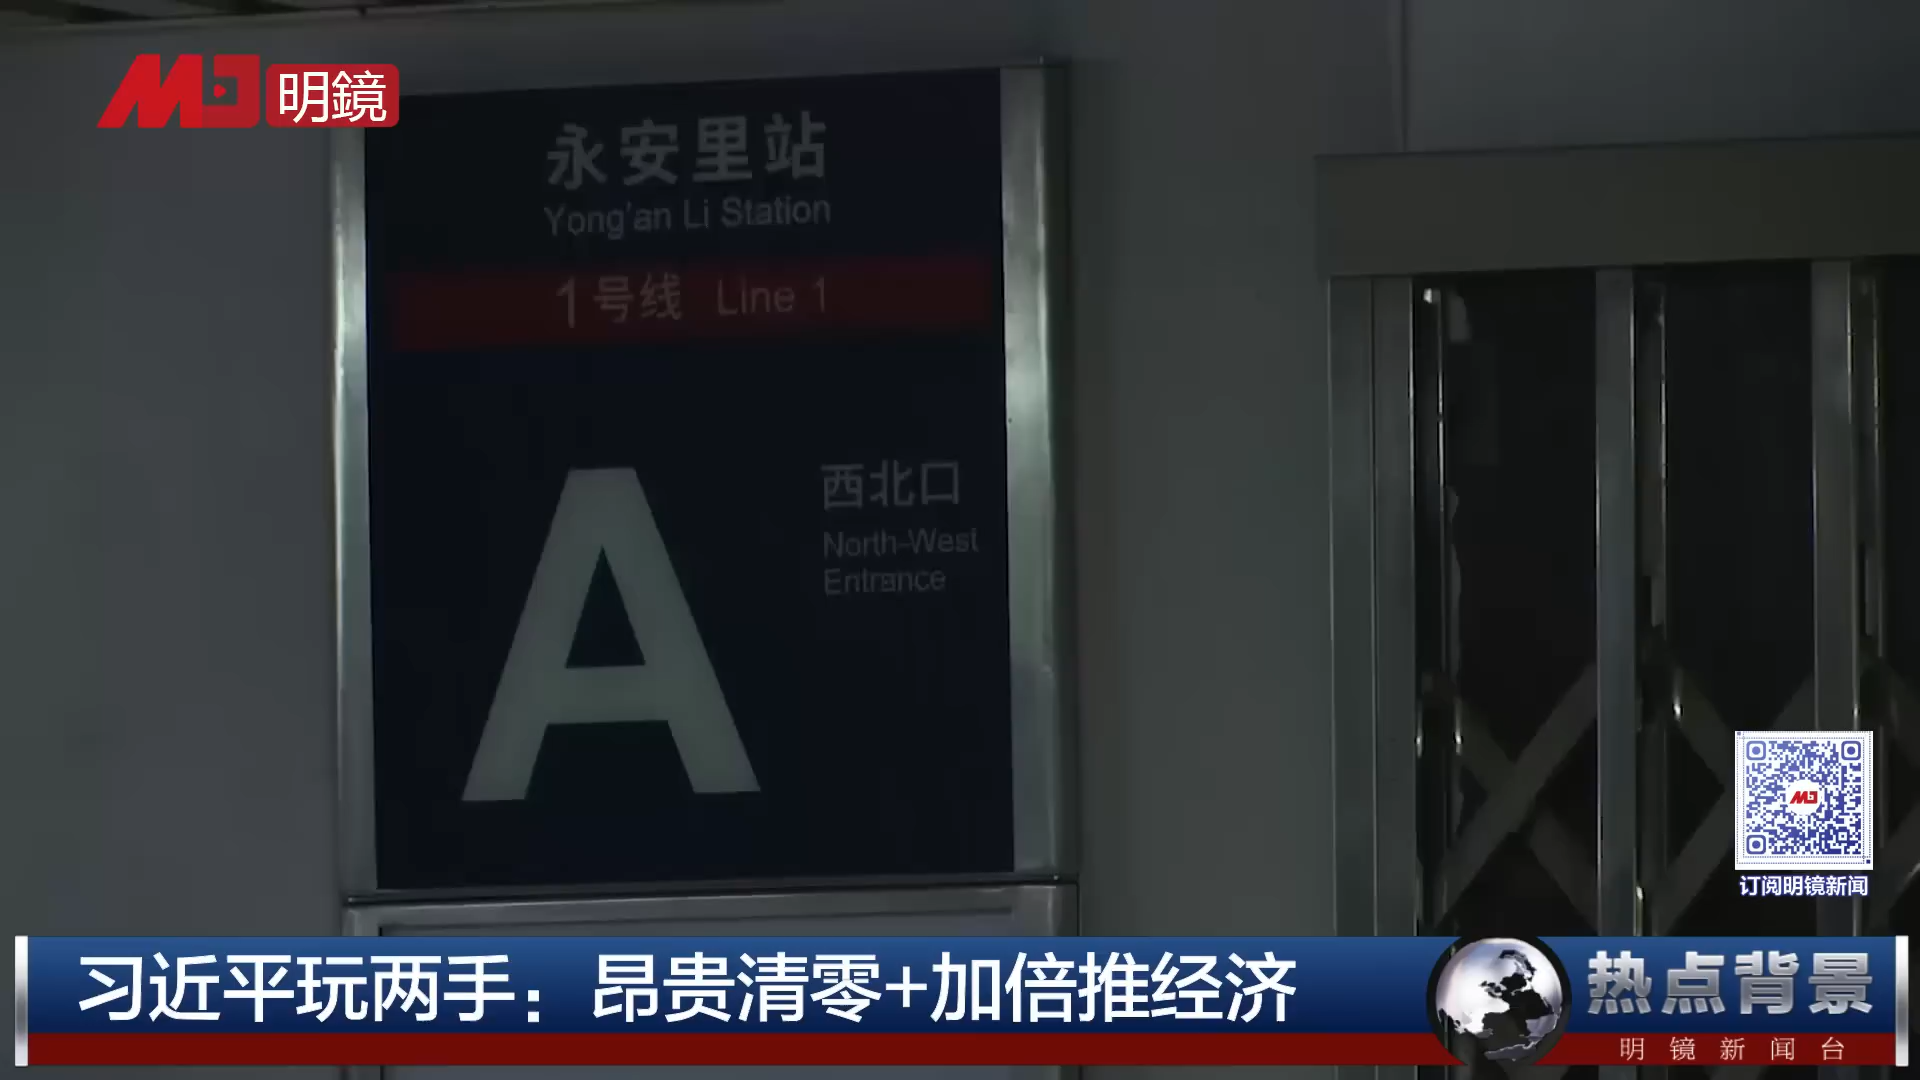 明鏡
永安里站
Yong'an Li Station
1号线 Line 1
A
西北口
North-West
Entrance
订阅明镜新闻
习近平玩两手：昂贵清零+加倍推经济
热点背景
明镜新闻台